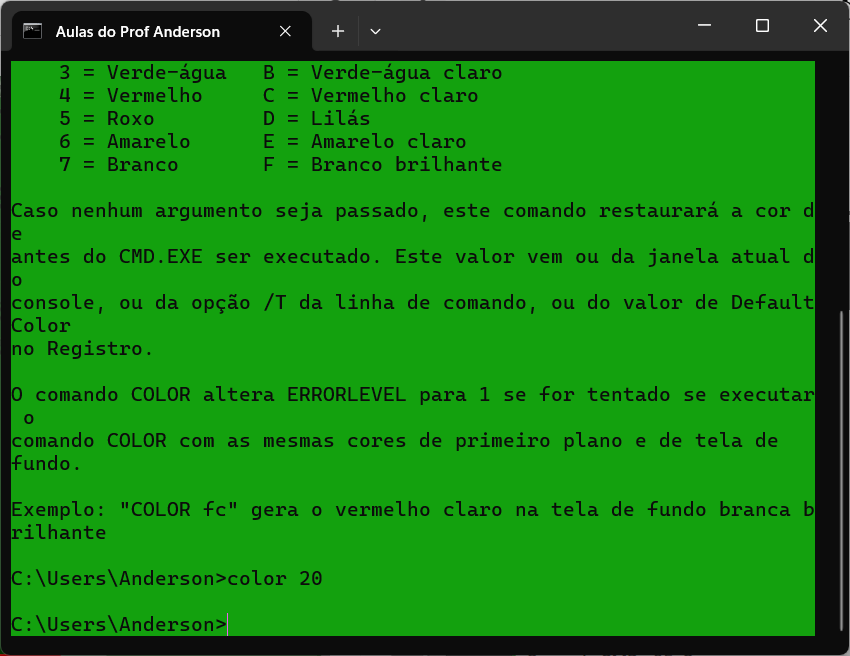 Aulas do Prof Anderson
3 = Verde-água B = Verde-água claro
4 = Vermelho C = Vermelho claro
5 = Roxo D = Lilás
6 = Amarelo E = Amarelo claro
7 = Branco F = Branco brilhante
Caso nenhum argumento seja passado, este comando restaurará a cor d
e
antes do CMD.EXE ser executado. Este valor vem ou da janela atual d
o
console, ou da opção /T da linha de comando, ou do valor de Default
Color
no Registro.
O comando COLOR altera ERRORLEVEL para 1 se for tentado se executar
o
comando COLOR com as mesmas cores de primeiro plano e de tela de
fundo.
Exemplo: "COLOR fc" gera o vermelho claro na tela de fundo branca b
rilhante
C:\Users\Anderson>color 20
C:\Users\Anderson>